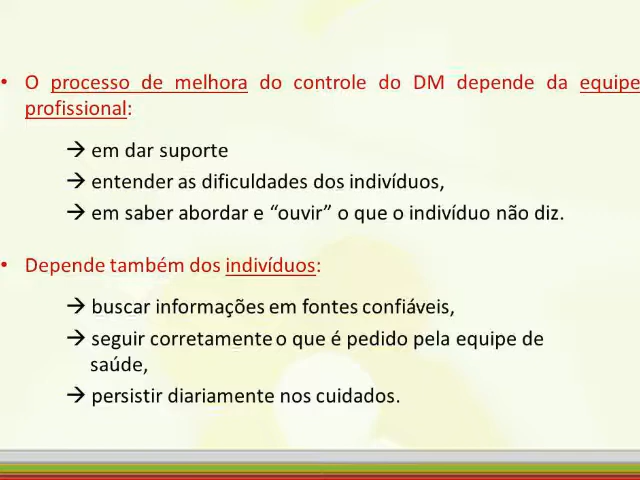 • O processo de melhora do controle do DM depende da equipe
profissional:
→ em dar suporte
→ entender as dificuldades dos indivíduos,
→ em saber abordar e “ouvir” o que o indivíduo não diz.
• Depende também dos indivíduos:
→ buscar informações em fontes confiáveis,
→ seguir corretamente o que é pedido pela equipe de
saúde,
→ persistir diariamente nos cuidados.